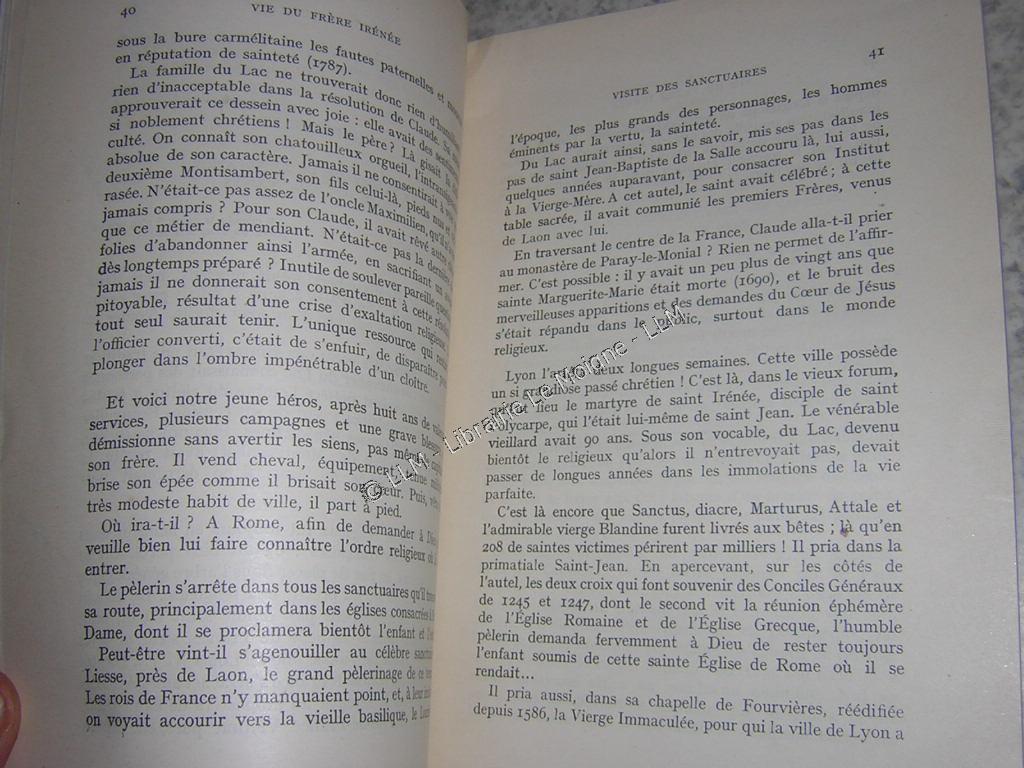 40
VIE DU FRÈRE IRÉNÉE
sous la bure carmélitaine les fautes paternelles et
en réputation de sainteté (1787).
La famille du Lac ne trouverait donc rien
rien d'inacceptable dans la résolution de Claude. Sa
approuverait ce dessein avec joie : elle avait des
si noblement chrétiens ! Mais le père ? Là gisait la
culté. On connaît son chatouilleux orgueil,
absolue de son caractère. Jamais il ne consentirait à
deuxième Montisambert, son fils celui-là, pieds nus et
rasée. N'était-ce pas assez de l'oncle Maximilien, qu'il
jamais compris ? Pour son Claude, il avait rêvé autre
que ce métier de mendiant. N'était-ce pas la dernière
folies d'abandonner ainsi l'armée, en sacrifiant un
dès longtemps préparé ? Inutile de soulever pareille
jamais il ne donnerait son consentement à cette
pitoyable, résultat d'une crise d'exaltation religieuse
tout seul saurait tenir. L'unique ressource qui
l'officier converti, c'était de s'enfuir, de disparaître
plonger dans l'ombre impénétrable d'un cloître.
Et voici notre jeune héros, après huit ans de
services, plusieurs campagnes et une grave
démissionne sans avertir les siens, pas même
son frère. Il vend cheval, équipement,
brise son épée comme il brisait son cœur. Puis,
très modeste habit de ville, il part à pied.
Où ira-t-il ? A Rome, afin de demander à
veuille bien lui faire connaître l'ordre religieux où
entrer.
Le pèlerin s'arrête dans tous les sanctuaires qu'il
sa route, principalement dans les églises consacrées à
Dame, dont il se proclamera bientôt l'enfant et
Peut-être vint-il s'agenouiller au célèbre
Liesse, près de Laon, le grand pèlerinage de ce
Les rois de France n'y manquaient point, et, à leur
on voyait accourir vers la vieille basilique, le
VISITE DES SANCTUAIRES
41
l'époque, les plus grands des personnages, les hommes
éminents par la vertu, la sainteté.
Du Lac aurait ainsi, sans le savoir, mis ses pas dans les
pas de saint Jean-Baptiste de la Salle accouru là, lui aussi,
quelques années auparavant, pour consacrer son Institut
à la Vierge-Mère. A cet autel, le saint avait célébré ; à cette
table sacrée, il avait communié les premiers Frères, venus
de Laon avec lui.
En traversant le centre de la France, Claude alla-t-il prier
au monastère de Paray-le-Monial ? Rien ne permet de l'affir-
mer. C'est possible : il y avait un peu plus de vingt ans que
sainte Marguerite-Marie était morte (1690), et le bruit des
merveilleuses apparitions et des demandes du Cœur de Jésus
s'était répandu dans le public, surtout dans le monde
religieux.
Lyon l'arrêta deux longues semaines. Cette ville possède
un si grandiose passé chrétien ! C'est là, dans le vieux forum,
qu'eut lieu le martyre de saint Irénée, disciple de saint
Polycarpe, qui l'était lui-même de saint Jean. Le vénérable
vieillard avait 90 ans. Sous son vocable, du Lac, devenu
bientôt le religieux qu'alors il n'entrevoyait pas, devait
passer de longues années dans les immolations de la vie
parfaite.
C'est là encore que Sanctus, diacre, Marturus, Attale et
l'admirable vierge Blandine furent livrés aux bêtes ; là qu'en
208 de saintes victimes périrent par milliers ! Il pria dans la
primatiale Saint-Jean. En apercevant, sur les côtés de
l'autel, les deux croix qui font souvenir des Conciles Généraux
de 1245 et 1247, dont le second vit la réunion éphémère
de l'Église Romaine et de l'Église Grecque, l'humble
pèlerin demanda fervemment à Dieu de rester toujours
l'enfant soumis de cette sainte Église de Rome où il se
rendait...
Il pria aussi, dans sa chapelle de Fourvières, réédifiée
depuis 1586, la Vierge Immaculée, pour qui la ville de Lyon a
© LLM - Librairie Le Moigne - LLM